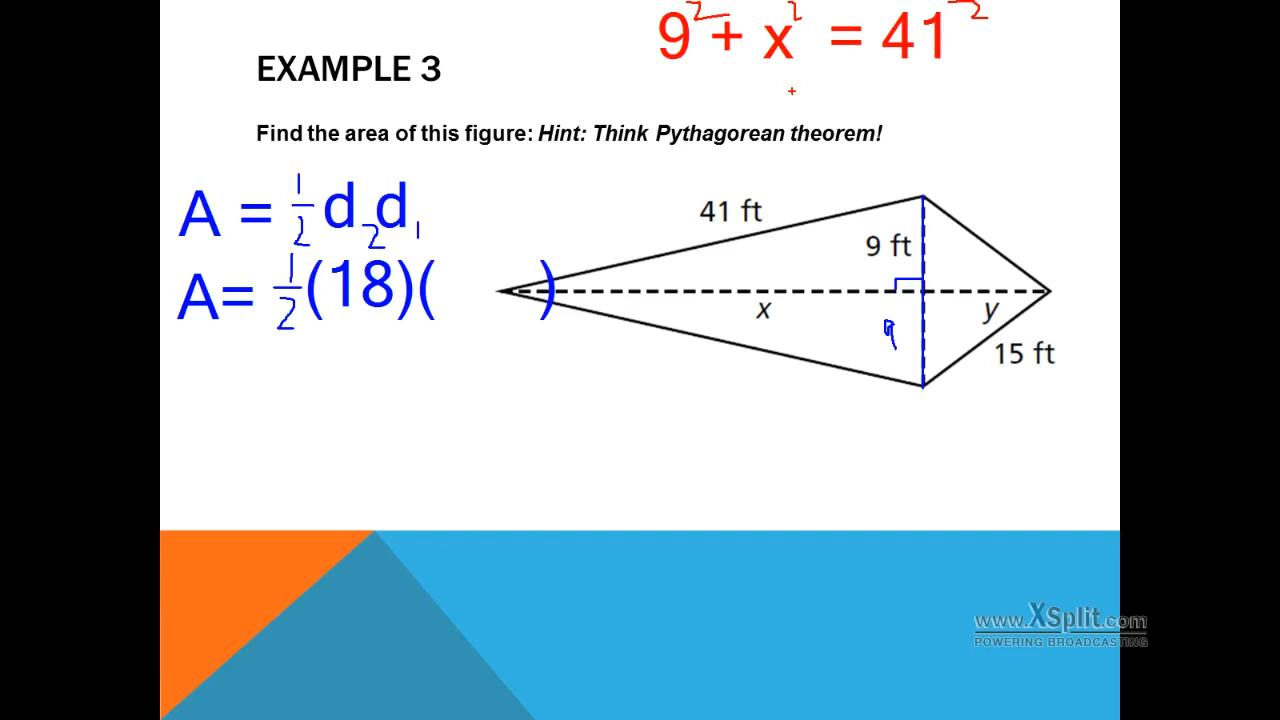 9² + x² = 41²
EXAMPLE 3
Find the area of this figure: Hint: Think Pythagorean theorem!
A = 1/2 d₂d₁
A= 1/2(18)( )
41 ft
9 ft
x
y
9
15 ft
www.XSplit.com
POWERING BROADCASTING